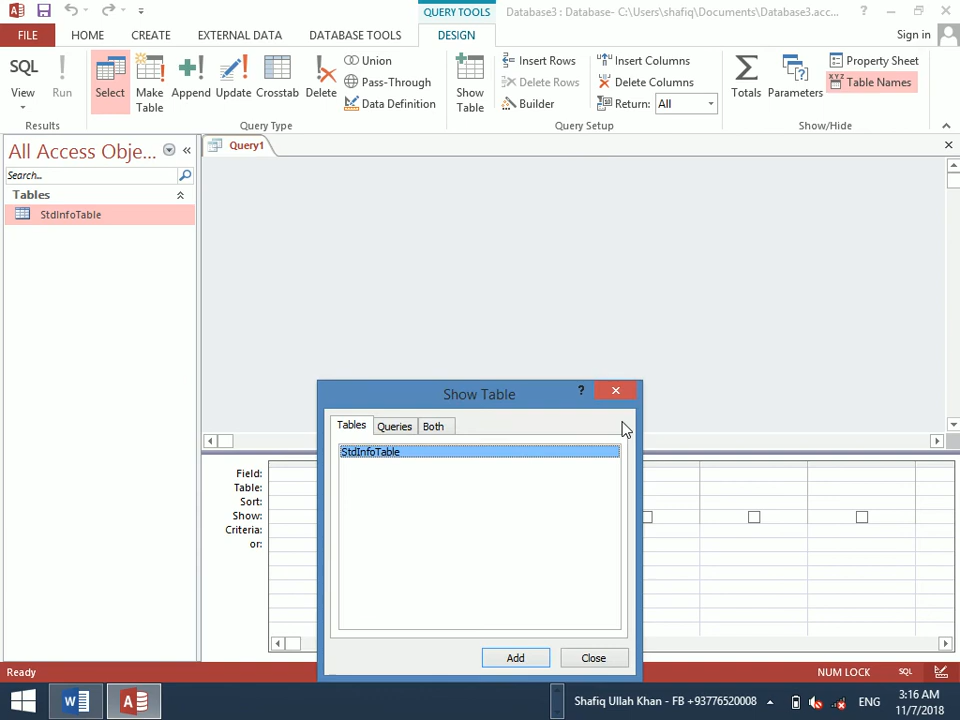 QUERY TOOLS
Database3 : Database- C:\Users\shafiq\Documents\Database3.acc...
?
FILE
HOME
CREATE
EXTERNAL DATA
DATABASE TOOLS
DESIGN
Sign in
SQL
View
Run
Select
Make Table
Append
Update
Crosstab
Delete
Union
Pass-Through
Data Definition
Show Table
Insert Rows
Delete Rows
Builder
Insert Columns
Delete Columns
Return: All
Totals
Parameters
Property Sheet
XYZ Table Names
Results
Query Type
Query Setup
Show/Hide
All Access Obje...
Search...
Tables
StdInfoTable
Query1
Show Table
?
Tables Queries Both
StdInfoTable
Add Close
Field:
Table:
Sort:
Show:
Criteria:
or:
Ready
NUM LOCK
SQL
Shafiq Ullah Khan - FB +93776520008
ENG
3:16 AM
11/7/2018